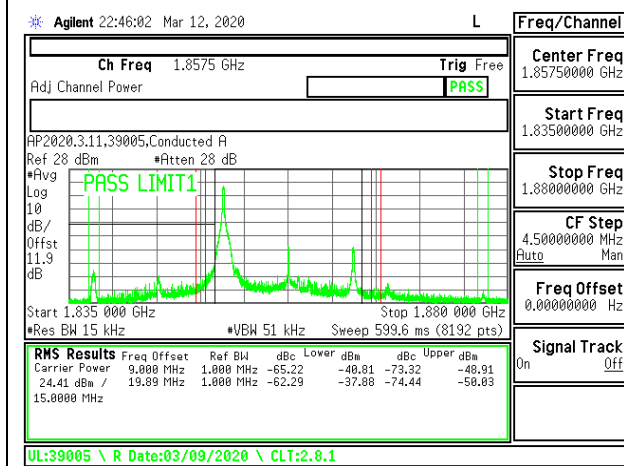 Agilent 22:46:02 Mar 12, 2020 L
Freq/Channel
Ch Freq 1.8575 GHz Trig Free
Adj Channel Power PASS
AP2020.3.11,39005,Conducted A
Ref 28 dBm #Atten 28 dB
#Avg
Log
10
dB/
Offst
11.9
dB
PASS LIMIT1
Start 1.835 000 GHz Stop 1.880 000 GHz
#Res BW 15 kHz #VBW 51 kHz Sweep 599.6 ms (8192 pts)
RMS Results Freq Offset Ref BW dBc Lower dBm dBc Upper dBm
Carrier Power 9.000 MHz 1.000 MHz -65.22 -40.81 -73.32 -48.91
24.41 dBm / 19.89 MHz 1.000 MHz -62.29 -37.88 -74.44 -50.03
15.0000 MHz
UL:39005 \ R Date:03/09/2020 \ CLT:2.8.1
Center Freq
1.85750000 GHz
Start Freq
1.83500000 GHz
Stop Freq
1.88000000 GHz
CF Step
4.50000000 MHz
Auto Man
Freq Offset
0.00000000 Hz
Signal Track
On Off